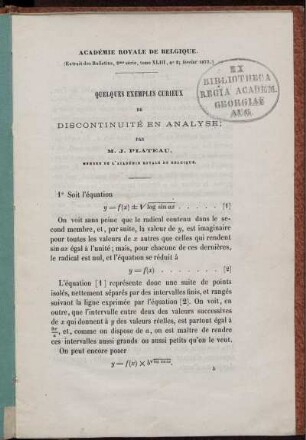 ACADÉMIE ROYALE DE BELGIQUE.
(Extrait des Bulletins, 2me série, tome XLIII, n° 2; février 1877.)
EX
BIBLIOTHECA
REGIA ACADEM.
GEORGIAE
AUG.
QUELQUES EXEMPLES CURIEUX
DE
DISCONTINUITÉ EN ANALYSE;
PAR
M. J. PLATEAU,
MEMBRE DE L'ACADÉMIE ROYALE DE BELGIQUE.
1° Soit l'équation
y = f(x) ± √ log sin ax . . . . . . [1]
On voit sans peine que le radical contenu dans le se-
cond membre, et, par suite, la valeur de y, est imaginaire
pour toutes les valeurs de x autres que celles qui rendent
sin ax égal à l'unité; mais, pour chacune de ces dernières,
le radical est nul, et l'équation se réduit à
y = f(x) . . . . . . . . [2]
L'équation [1] représente donc une suite de points
isolés, nettement séparés par des intervalles finis, et rangés
suivant la ligne exprimée par l'équation [2]. On voit, en
outre, que l'intervalle entre deux des valeurs successives
de x qui donnent à y des valeurs réelles, est partout égal à
2π/a, et, comme on dispose de a, on est maître de rendre
ces intervalles aussi grands ou aussi petits qu'on le veut.
On peut encore poser
y = f(x) × b^√log sin ax,